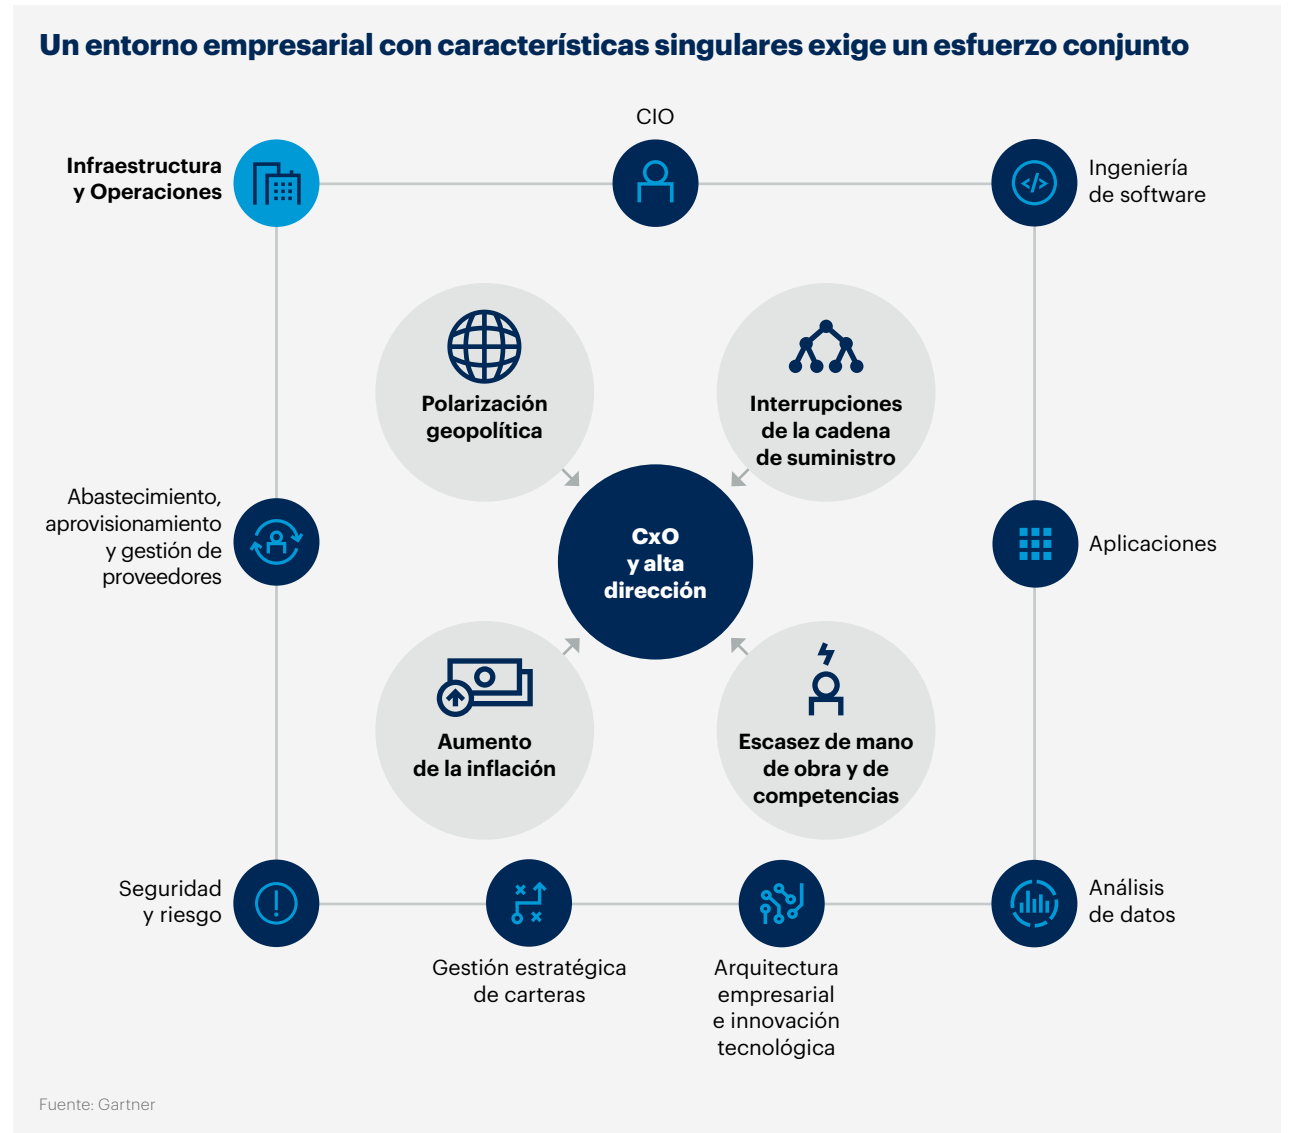 Un entorno empresarial con características singulares exige un esfuerzo conjunto
CIO
Infraestructura
y Operaciones
Ingeniería
de software
Polarización
geopolítica
Interrupciones
de la cadena
de suministro
Abastecimiento,
aprovisionamiento
y gestión de
proveedores
CxO
y alta
dirección
Aplicaciones
Aumento
de la inflación
Escasez de mano
de obra y de
competencias
Seguridad
y riesgo
Análisis
de datos
Gestión estratégica
de carteras
Arquitectura
empresarial
e innovación
tecnológica
Fuente: Gartner